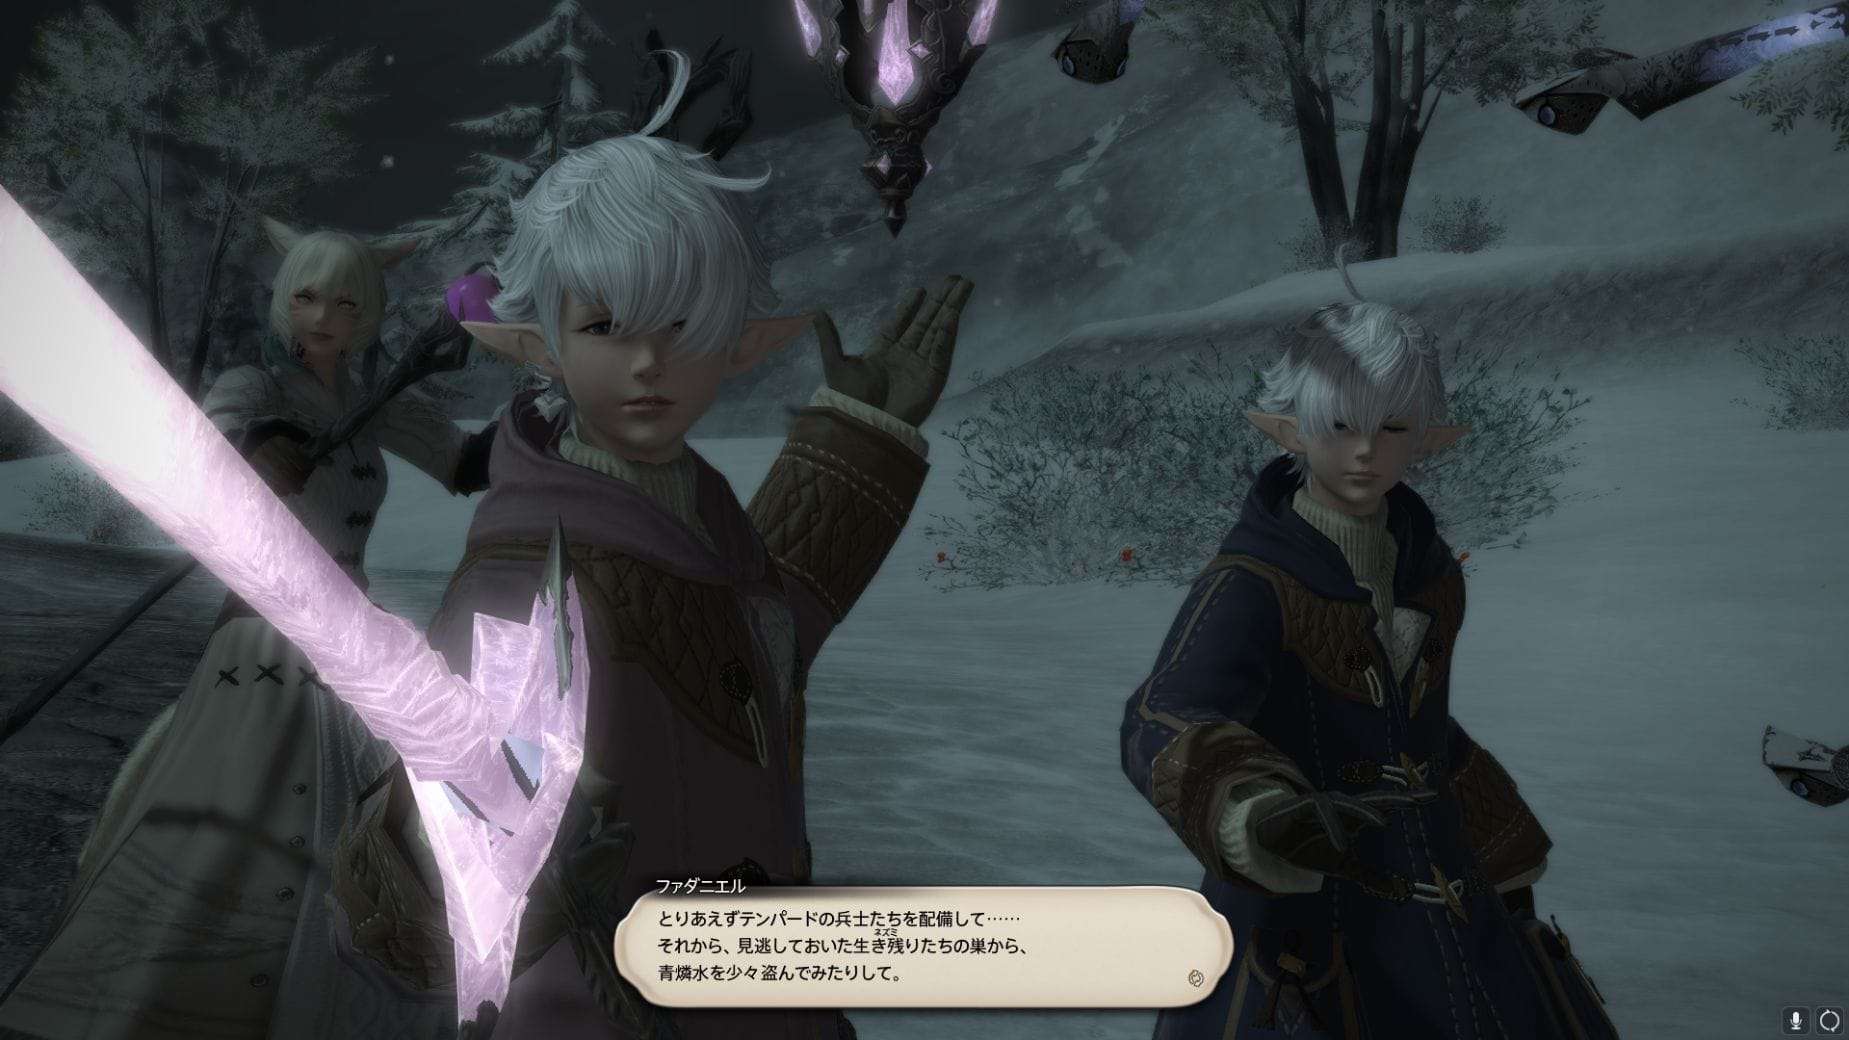 ファダニエル
とりあえずテンパードの兵士たちを配備して……
ネズミ
それから、見逃しておいた生き残りたちの巣から、
青燐水を少々盗んでみたりして。